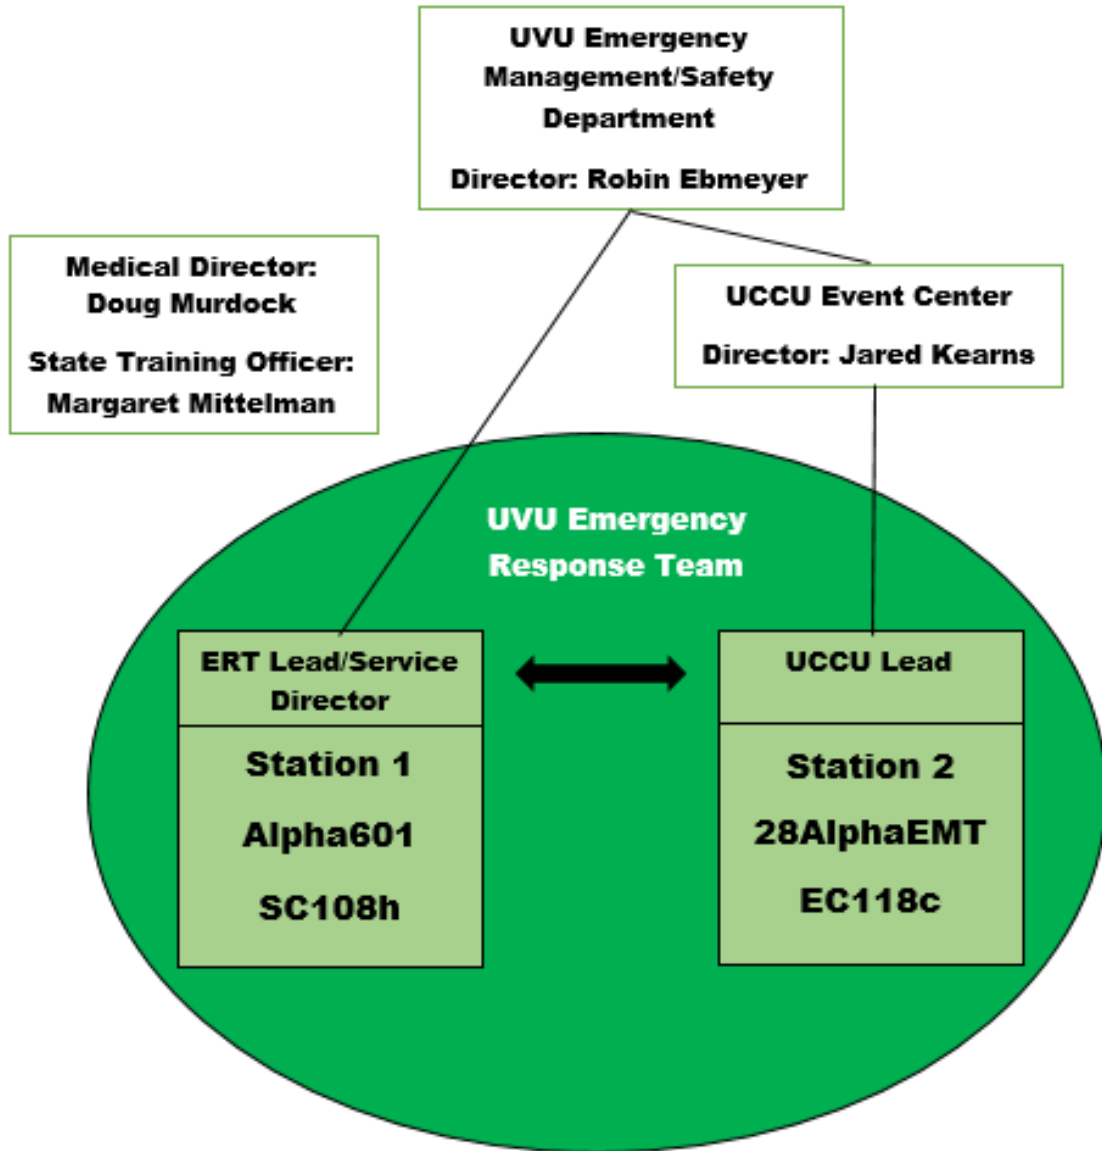 UVU Emergency
Management/Safety
Department
Director: Robin Ebmeyer
Medical Director:
Doug Murdock
State Training Officer:
Margaret Mittelman
UCCU Event Center
Director: Jared Kearns
UVU Emergency
Response Team
ERT Lead/Service
Director
Station 1
Alpha601
SC108h
UCCU Lead
Station 2
28AlphaEMT
EC118c